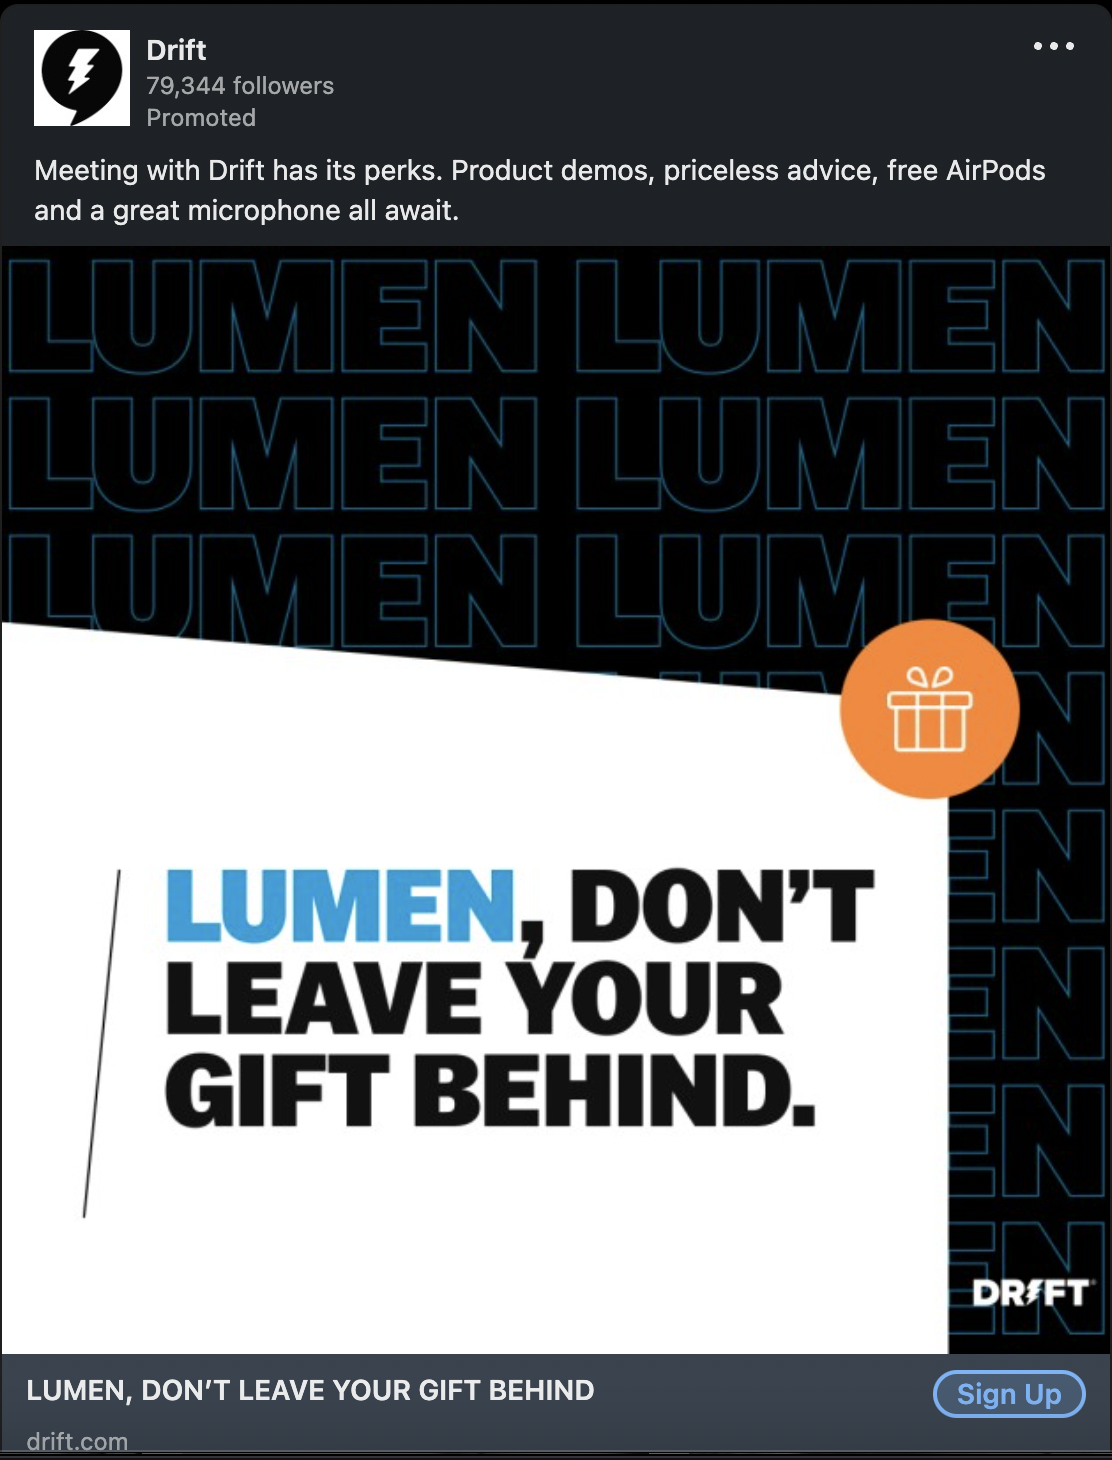 Drift
79,344 followers
Promoted
Meeting with Drift has its perks. Product demos, priceless advice, free AirPods
and a great microphone all await.
LUMEN LUMEN
LUMEN LUMEN
LUMEN LUMEN
LUMEN, DON’T
LEAVE YOUR
GIFT BEHIND.
DRIFT
LUMEN, DON’T LEAVE YOUR GIFT BEHIND
Sign Up
drift.com